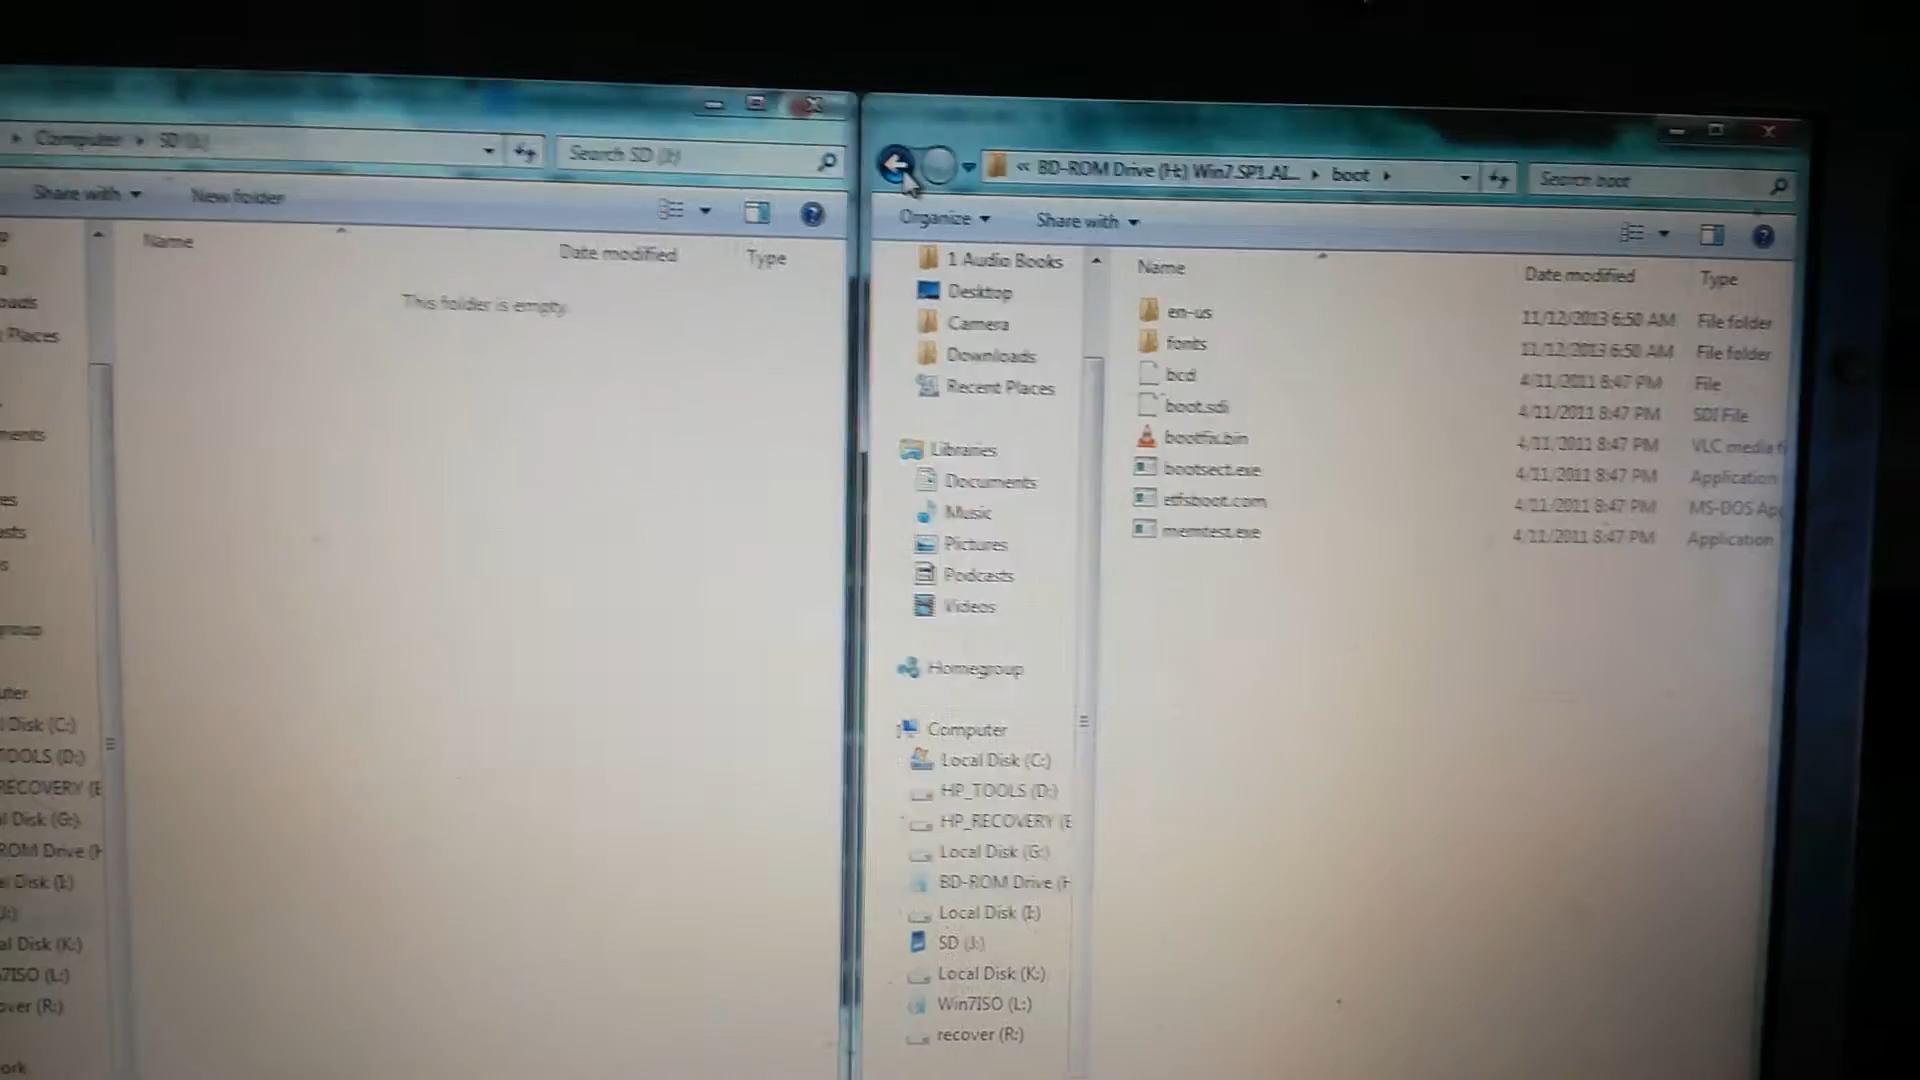 Computer SD (J:)
Search SD (J:)
Share with
New folder
Name
Date modified
Type
This folder is empty.
Places
Disk (C:)
TOOLS (D:)
RECOVERY (E
Disk (G:)
ROM Drive (H
Disk (I:)
Disk (K:)
7ISO (L:)
over (R:)
BD-ROM Drive (H:) Win7.SP1.AI... boot
Search boot
Organize
Share with
1 Audio Books
Desktop
Camera
Downloads
Recent Places
Libraries
Documents
Music
Pictures
Podcasts
Videos
Homegroup
Computer
Local Disk (C:)
HP_TOOLS (D:)
HP_RECOVERY (E
Local Disk (G:)
BD-ROM Drive (H
Local Disk (I:)
SD (J:)
Local Disk (K:)
Win7ISO (L:)
recover (R:)
Name Date modified Type
en-us 11/12/2013 6:50 AM File folder
fonts 11/12/2013 6:50 AM File folder
bcd 4/11/2011 8:47 PM File
boot.sdi 4/11/2011 8:47 PM SDI File
bootfix.bin 4/11/2011 8:47 PM VLC media f
bootsect.exe 4/11/2011 8:47 PM Application
etfsboot.com 4/11/2011 8:47 PM MS-DOS Ap
memtest.exe 4/11/2011 8:47 PM Application